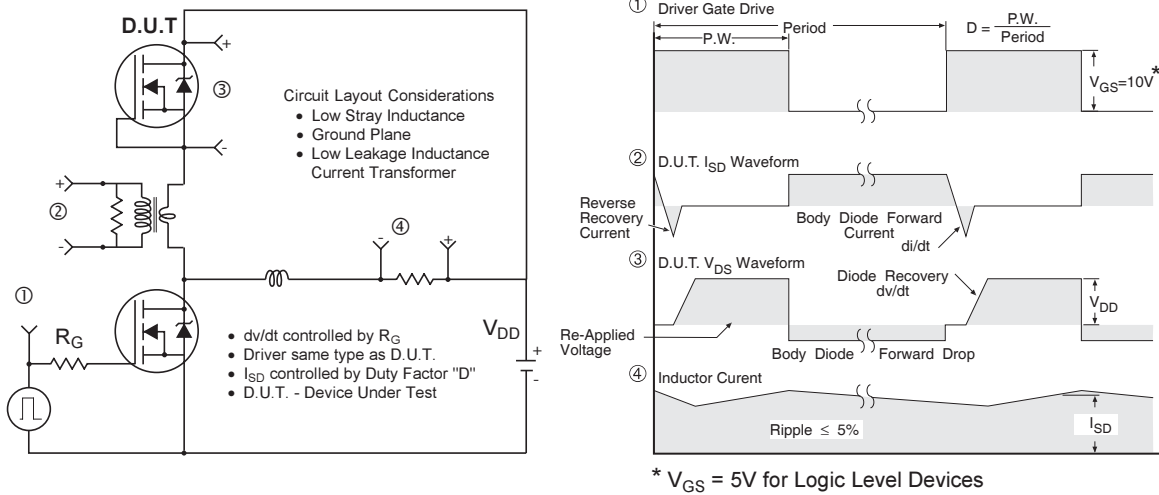 D.U.T
+
③
-
Circuit Layout Considerations
• Low Stray Inductance
• Ground Plane
• Low Leakage Inductance
Current Transformer
+
②
-
④
-
+
①
R_G
V_DD
+
-
• dv/dt controlled by R_G
• Driver same type as D.U.T.
• I_SD controlled by Duty Factor "D"
• D.U.T. - Device Under Test
① Driver Gate Drive
P.W.
Period
D = P.W. / Period
V_GS=10V *
② D.U.T. I_SD Waveform
Reverse
Recovery
Current
Body Diode Forward
Current
di/dt
③ D.U.T. V_DS Waveform
Diode Recovery
dv/dt
V_DD
Re-Applied
Voltage
Body Diode Forward Drop
④ Inductor Curent
Ripple ≤ 5%
I_SD
* V_GS = 5V for Logic Level Devices